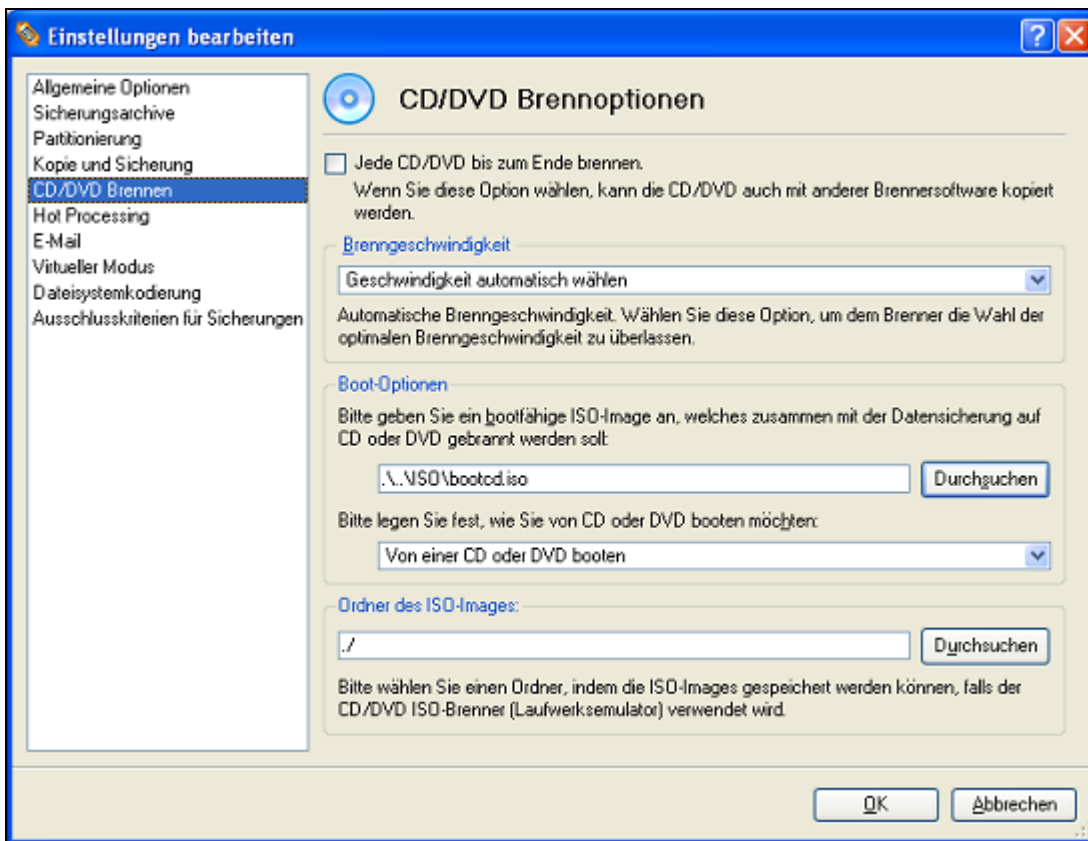 Einstellungen bearbeiten
Allgemeine Optionen
Sicherungsarchive
Partitionierung
Kopie und Sicherung
CD/DVD Brennen
Hot Processing
E-Mail
Virtueller Modus
Dateisystemkodierung
Ausschlusskriterien für Sicherungen
CD/DVD Brennoptionen
Jede CD/DVD bis zum Ende brennen.
Wenn Sie diese Option wählen, kann die CD/DVD auch mit anderer Brennersoftware kopiert
werden.
Brenngeschwindigkeit
Geschwindigkeit automatisch wählen
Automatische Brenngeschwindigkeit. Wählen Sie diese Option, um dem Brenner die Wahl der
optimalen Brenngeschwindigkeit zu überlassen.
Boot-Optionen
Bitte geben Sie ein bootfähige ISO-Image an, welches zusammen mit der Datensicherung auf
CD oder DVD gebrannt werden soll:
.\..\ISO\bootcd.iso
Durchsuchen
Bitte legen Sie fest, wie Sie von CD oder DVD booten möchten:
Von einer CD oder DVD booten
Ordner des ISO-Images:
./
Durchsuchen
Bitte wählen Sie einen Ordner, indem die ISO-Images gespeichert werden können, falls der
CD/DVD ISO-Brenner (Laufwerksemulator) verwendet wird.
OK
Abbrechen